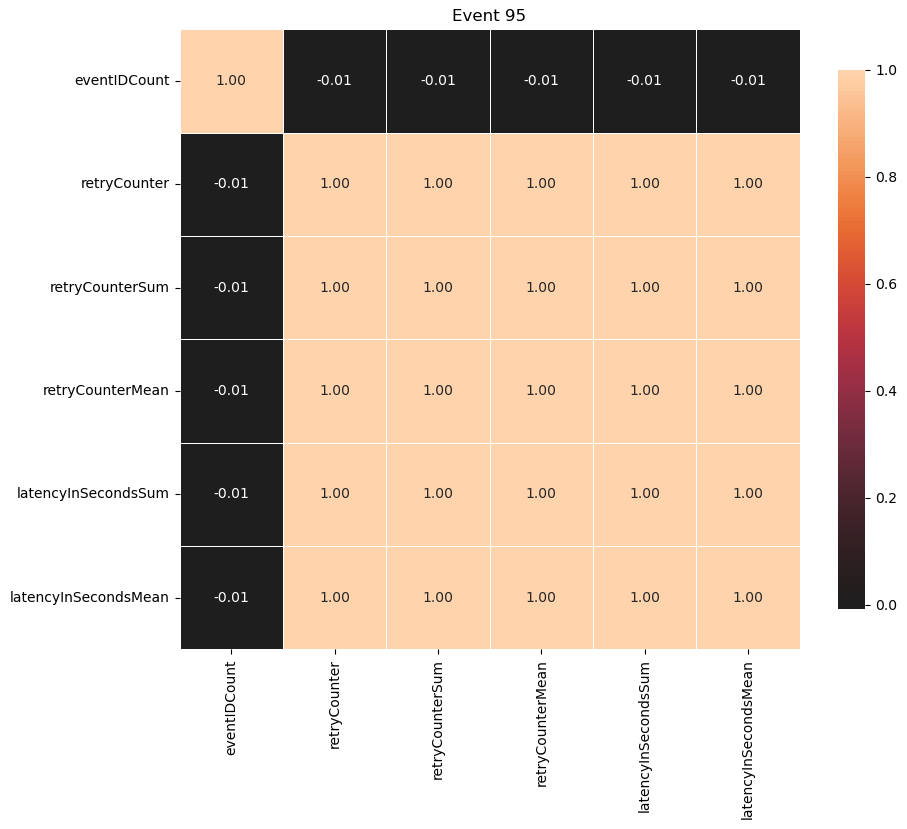 Event 95
eventIDCount 1.00 -0.01 -0.01 -0.01 -0.01 -0.01
retryCounter -0.01 1.00 1.00 1.00 1.00 1.00
retryCounterSum -0.01 1.00 1.00 1.00 1.00 1.00
retryCounterMean -0.01 1.00 1.00 1.00 1.00 1.00
latencyInSecondsSum -0.01 1.00 1.00 1.00 1.00 1.00
latencyInSecondsMean -0.01 1.00 1.00 1.00 1.00 1.00
eventIDCount
retryCounter
retryCounterSum
retryCounterMean
latencyInSecondsSum
latencyInSecondsMean
1.0
0.8
0.6
0.4
0.2
0.0